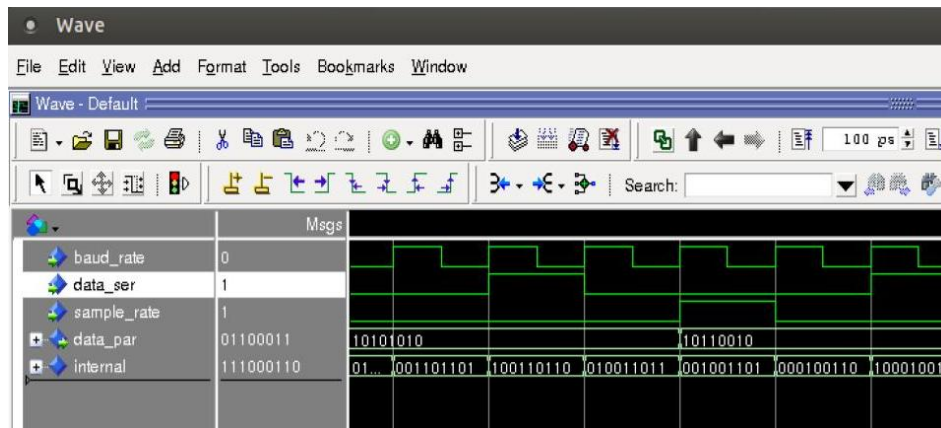 Wave
File Edit View Add Format Tools Bookmarks Window
Wave - Default
100 ps
Search:
Msgs
baud_rate 0
data_ser 1
sample_rate 1
data_par 01100011 10101010 10110010
internal 111000110 01... 001101101 100110110 010011011 001001101 000100110 10001001